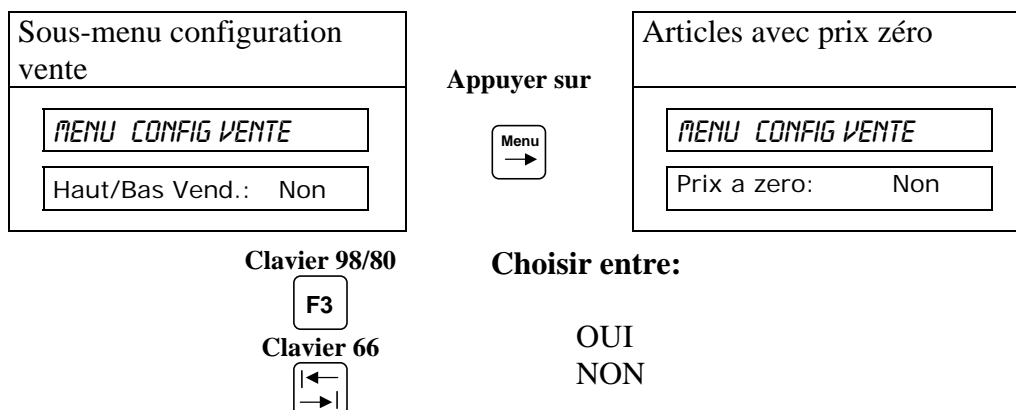 Sous-menu configuration
vente
MENU CONFIG VENTE
Haut/Bas Vend.: Non
Appuyer sur
Menu
Articles avec prix zéro
MENU CONFIG VENTE
Prix a zero: Non
Clavier 98/80
F3
Clavier 66
Choisir entre:
OUI
NON